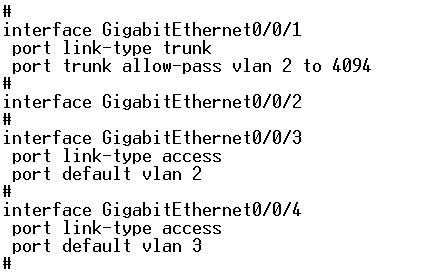 #
interface GigabitEthernet0/0/1
 port link-type trunk
 port trunk allow-pass vlan 2 to 4094
#
interface GigabitEthernet0/0/2
#
interface GigabitEthernet0/0/3
 port link-type access
 port default vlan 2
#
interface GigabitEthernet0/0/4
 port link-type access
 port default vlan 3
#